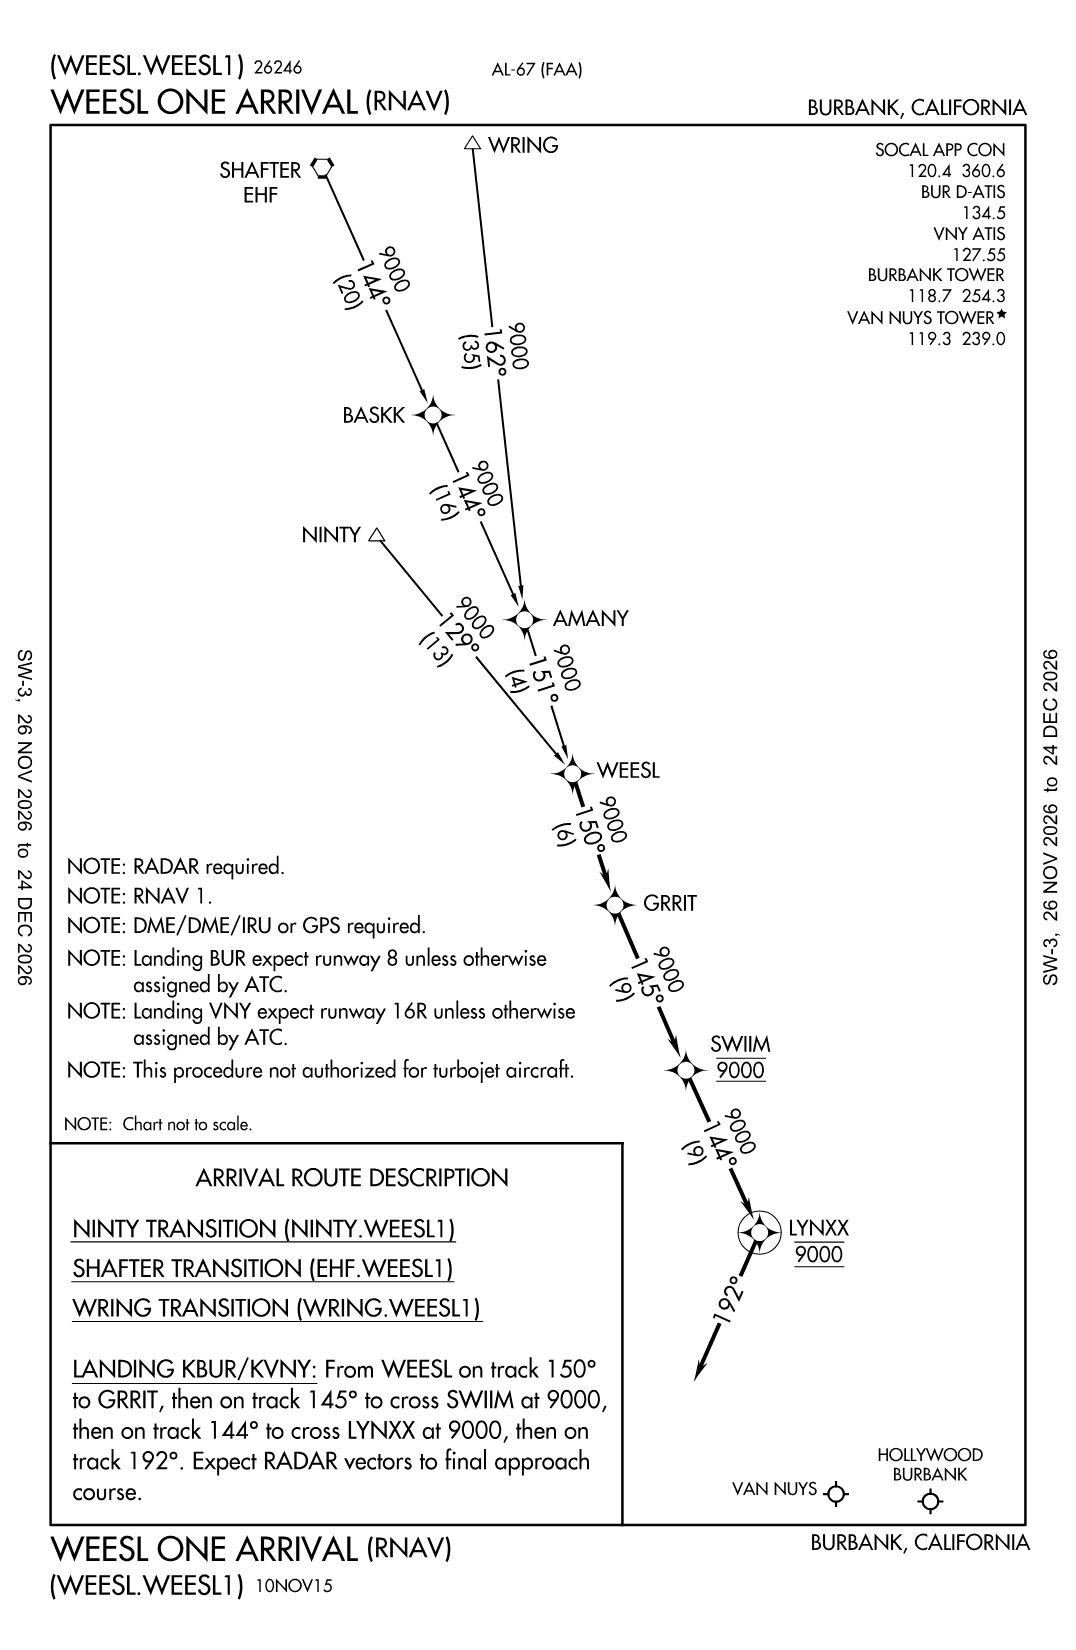 (WEESL.WEESL1) 26246
AL-67 (FAA)
WEESL ONE ARRIVAL (RNAV)
BURBANK, CALIFORNIA
SOCAL APP CON
120.4 360.6
BUR D-ATIS
134.5
VNY ATIS
127.55
BURBANK TOWER
118.7 254.3
VAN NUYS TOWER★
119.3 239.0
SHAFTER
EHF
WRING
9000
144°
(20)
9000
162°
(35)
BASKK
9000
144°
(16)
NINTY
9000
129°
(13)
AMANY
9000
151°
(4)
WEESL
9000
150°
(6)
GRRIT
9000
145°
(9)
SWIIM
9000
9000
144°
(9)
LYNXX
9000
192°
VAN NUYS
HOLLYWOOD
BURBANK
SW-3, 26 NOV 2026 to 24 DEC 2026
SW-3, 26 NOV 2026 to 24 DEC 2026
NOTE: RADAR required.
NOTE: RNAV 1.
NOTE: DME/DME/IRU or GPS required.
NOTE: Landing BUR expect runway 8 unless otherwise
assigned by ATC.
NOTE: Landing VNY expect runway 16R unless otherwise
assigned by ATC.
NOTE: This procedure not authorized for turbojet aircraft.
NOTE: Chart not to scale.
ARRIVAL ROUTE DESCRIPTION
NINTY TRANSITION (NINTY.WEESL1)
SHAFTER TRANSITION (EHF.WEESL1)
WRING TRANSITION (WRING.WEESL1)
LANDING KBUR/KVNY: From WEESL on track 150°
to GRRIT, then on track 145° to cross SWIIM at 9000,
then on track 144° to cross LYNXX at 9000, then on
track 192°. Expect RADAR vectors to final approach
course.
WEESL ONE ARRIVAL (RNAV)
BURBANK, CALIFORNIA
(WEESL.WEESL1) 10NOV15